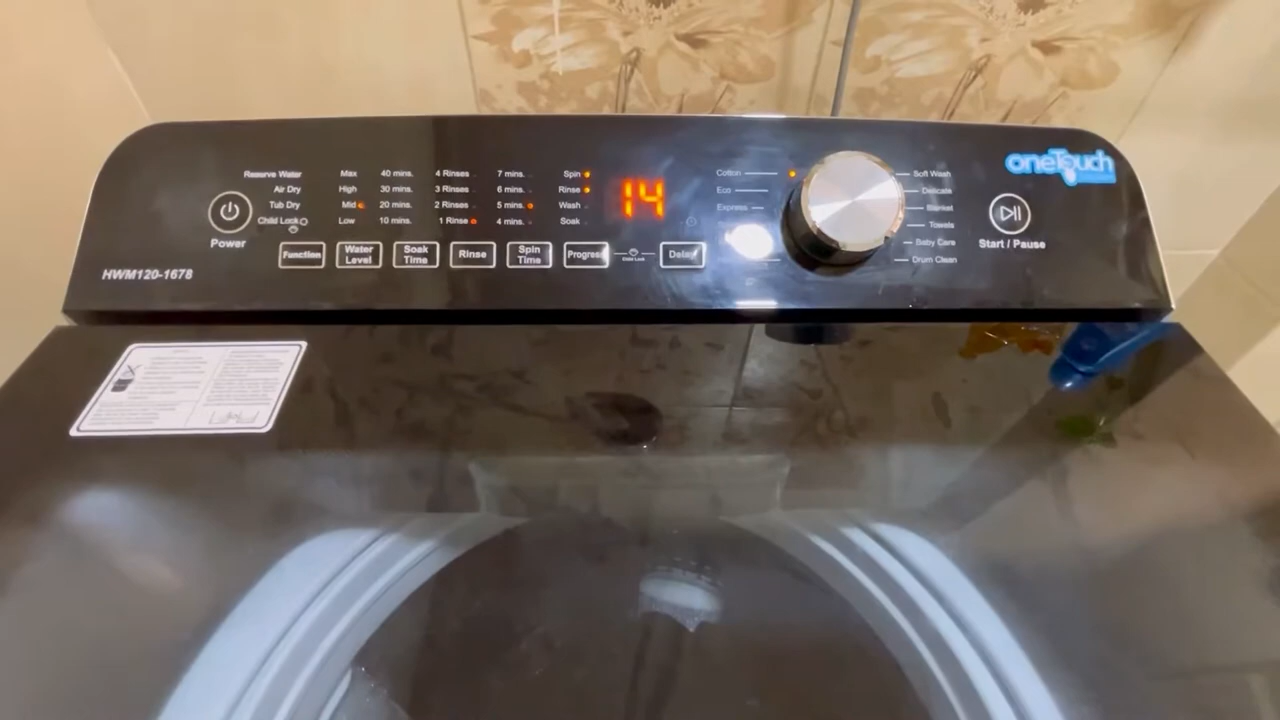 Reserve Water Max 40 mins. 4 Rinses 7 mins. Spin
Air Dry High 30 mins. 3 Rinses 6 mins. Rinse
Tub Dry Mid 20 mins. 2 Rinses 5 mins. Wash
Child Lock Low 10 mins. 1 Rinse 4 mins. Soak
14
Power
Function
Water
Level
Soak
Time
Rinse
Spin
Time
Progress
Child Lock
Delay
HWM120-1678
Cotton
Eco
Express
Soft Wash
Delicate
Blanket
Towels
Baby Care
Drum Clean
oneTouch
Start / Pause